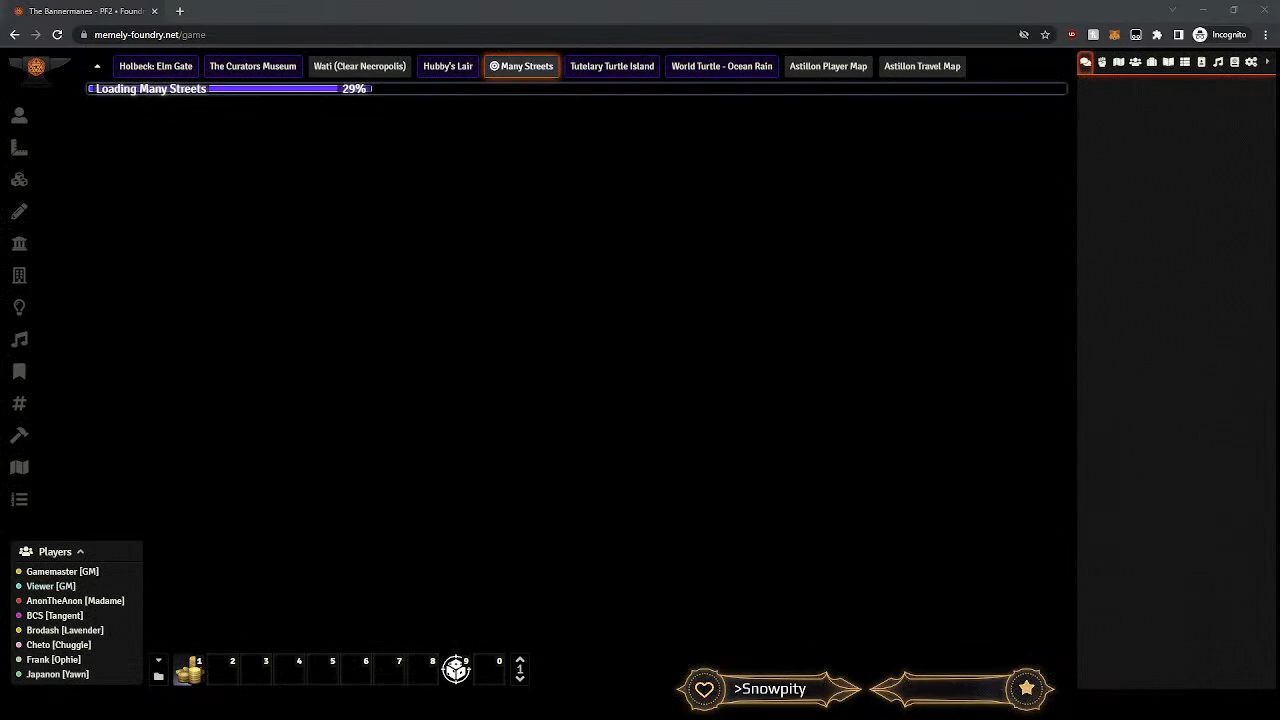 The Bannermanes - PF2 • Foundr
memely-foundry.net/game
Incognito
Holbeck: Elm Gate
The Curators Museum
Wati (Clear Necropolis)
Hubby's Lair
Many Streets
Tutelary Turtle Island
World Turtle - Ocean Rain
Astillon Player Map
Astillon Travel Map
Loading Many Streets
29%
Players
Gamemaster [GM]
Viewer [GM]
AnonTheAnon [Madame]
BCS [Tangent]
Brodash [Lavender]
Cheto [Chuggle]
Frank [Ophie]
Japanon [Yawn]
1 2 3 4 5 6 7 8 9 0
1
>Snowpity